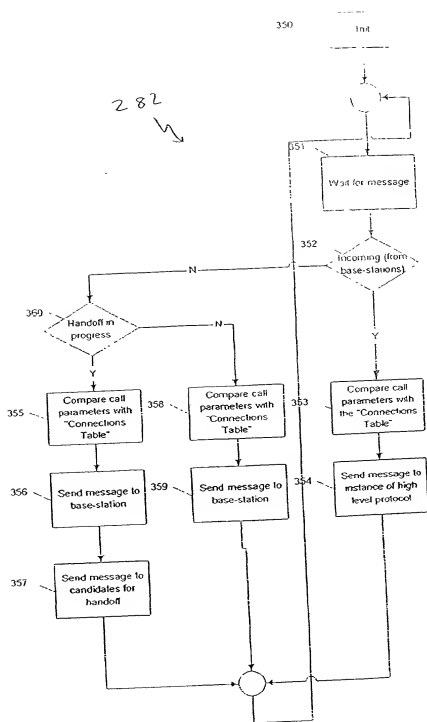 350
Init
282
351
Wait for message
352
Incoming (from
base-stations)
N
360
Handoff in
progress
N
Y
Y
355
Compare call
parameters with
"Connections
Table"
358
Compare call
parameters with
"Connections
Table"
353
Compare call
parameters with
the "Connections
Table"
356
Send message to
base-station
359
Send message to
base-station
354
Send message to
instance of high
level protocol
357
Send message to
candidates for
handoff